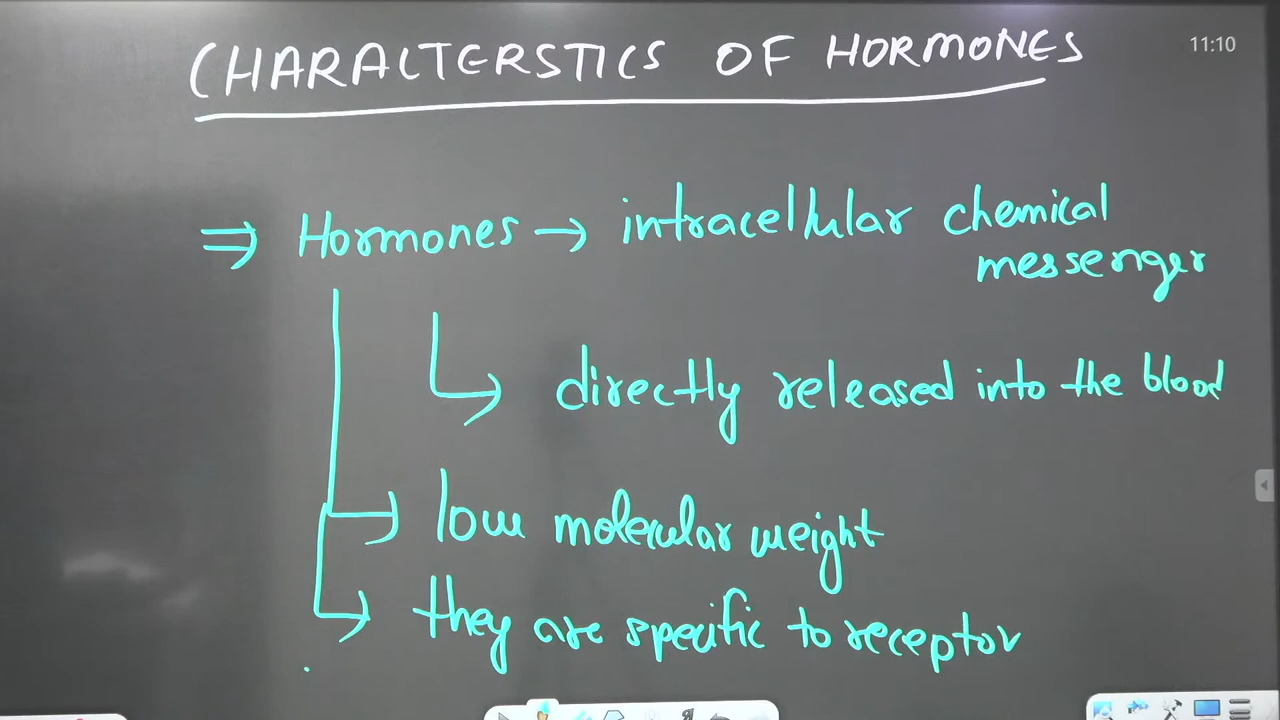 CHARACTERSTICS OF HORMONES
11:10
⇒ Hormones → intracellular chemical
messenger
directly released into the blood
low molecular weight
they are specific to receptor